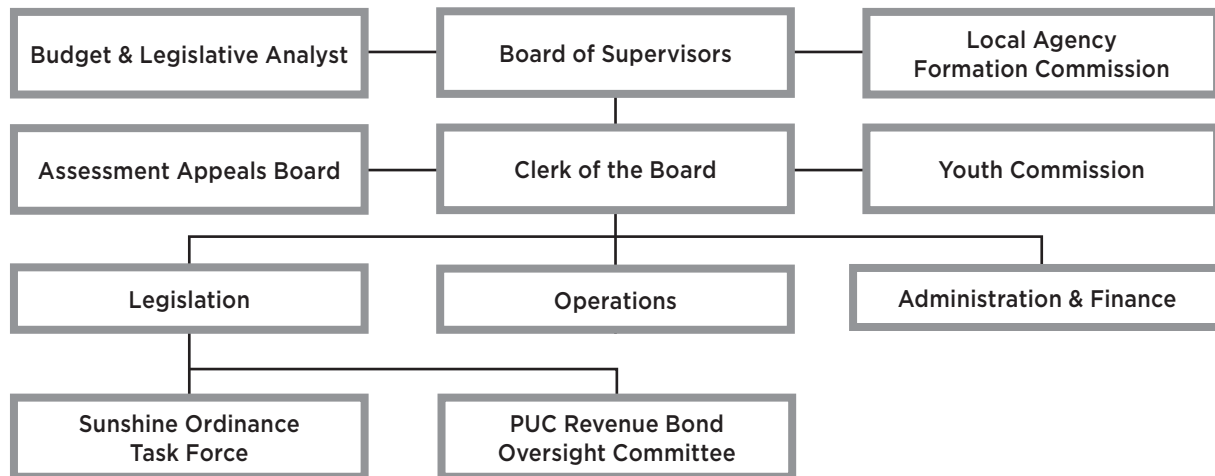 Budget & Legislative Analyst
Board of Supervisors
Local Agency
Formation Commission
Assessment Appeals Board
Clerk of the Board
Youth Commission
Legislation
Operations
Administration & Finance
Sunshine Ordinance
Task Force
PUC Revenue Bond
Oversight Committee